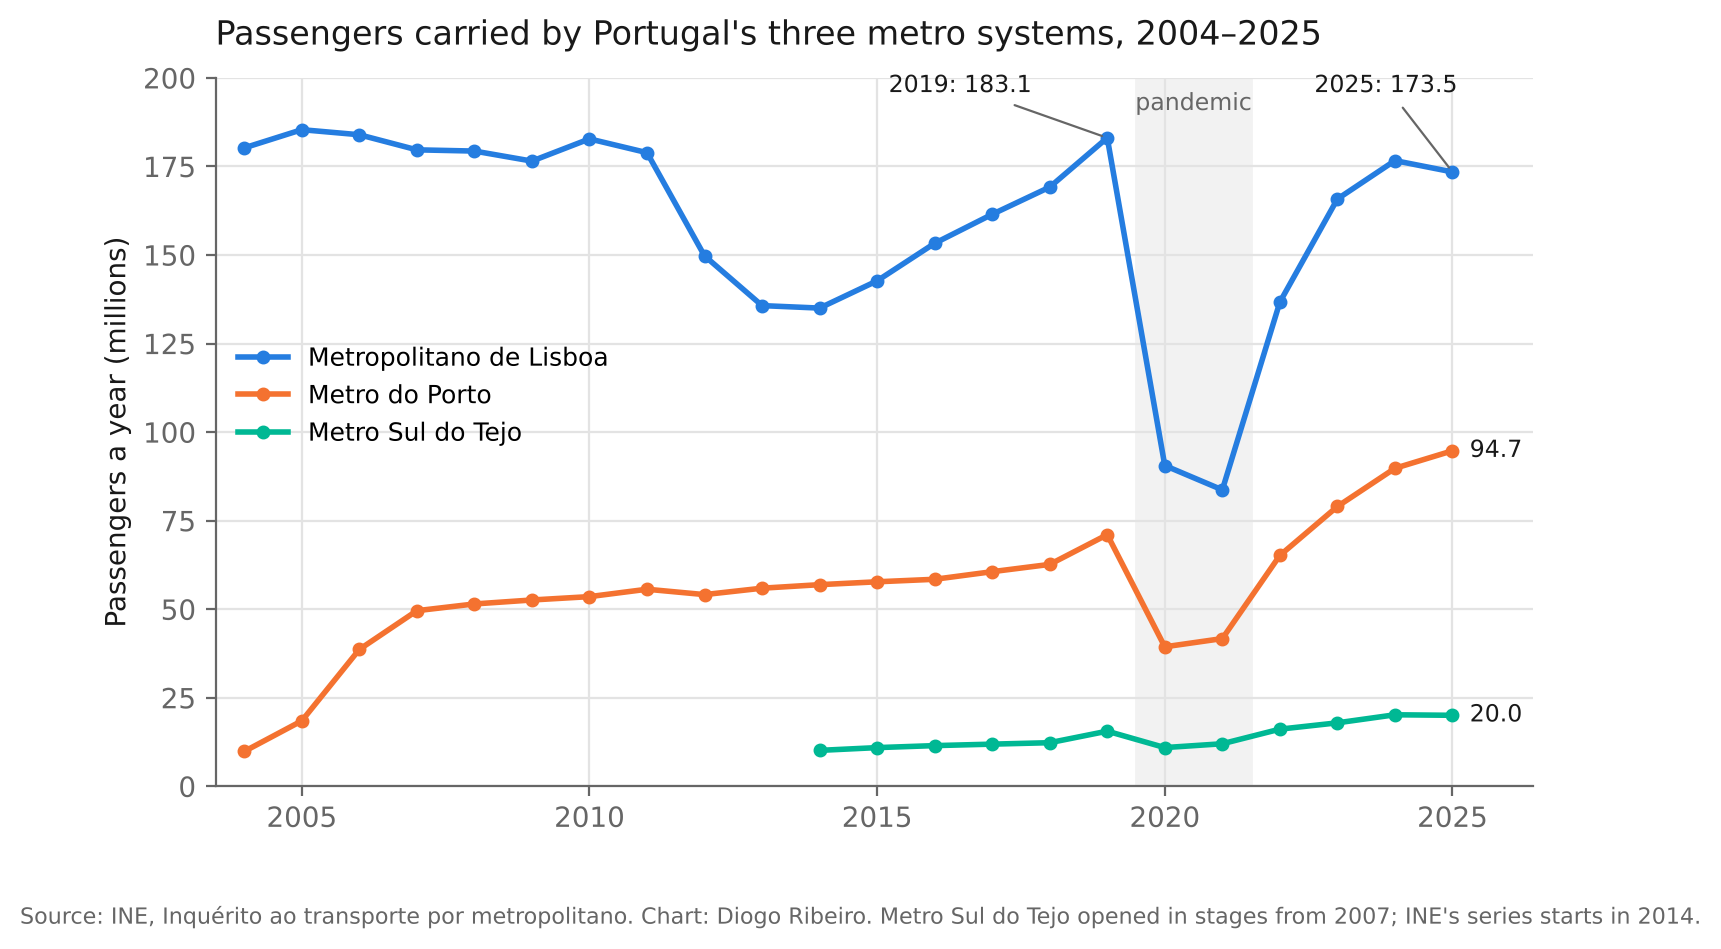 Passengers carried by Portugal's three metro systems, 2004–2025
Passengers a year (millions)
200
175
150
125
100
75
50
25
0
2019: 183.1
pandemic
2025: 173.5
Metropolitano de Lisboa
Metro do Porto
Metro Sul do Tejo
94.7
20.0
2005
2010
2015
2020
2025
Source: INE, Inquérito ao transporte por metropolitano. Chart: Diogo Ribeiro. Metro Sul do Tejo opened in stages from 2007; INE's series starts in 2014.